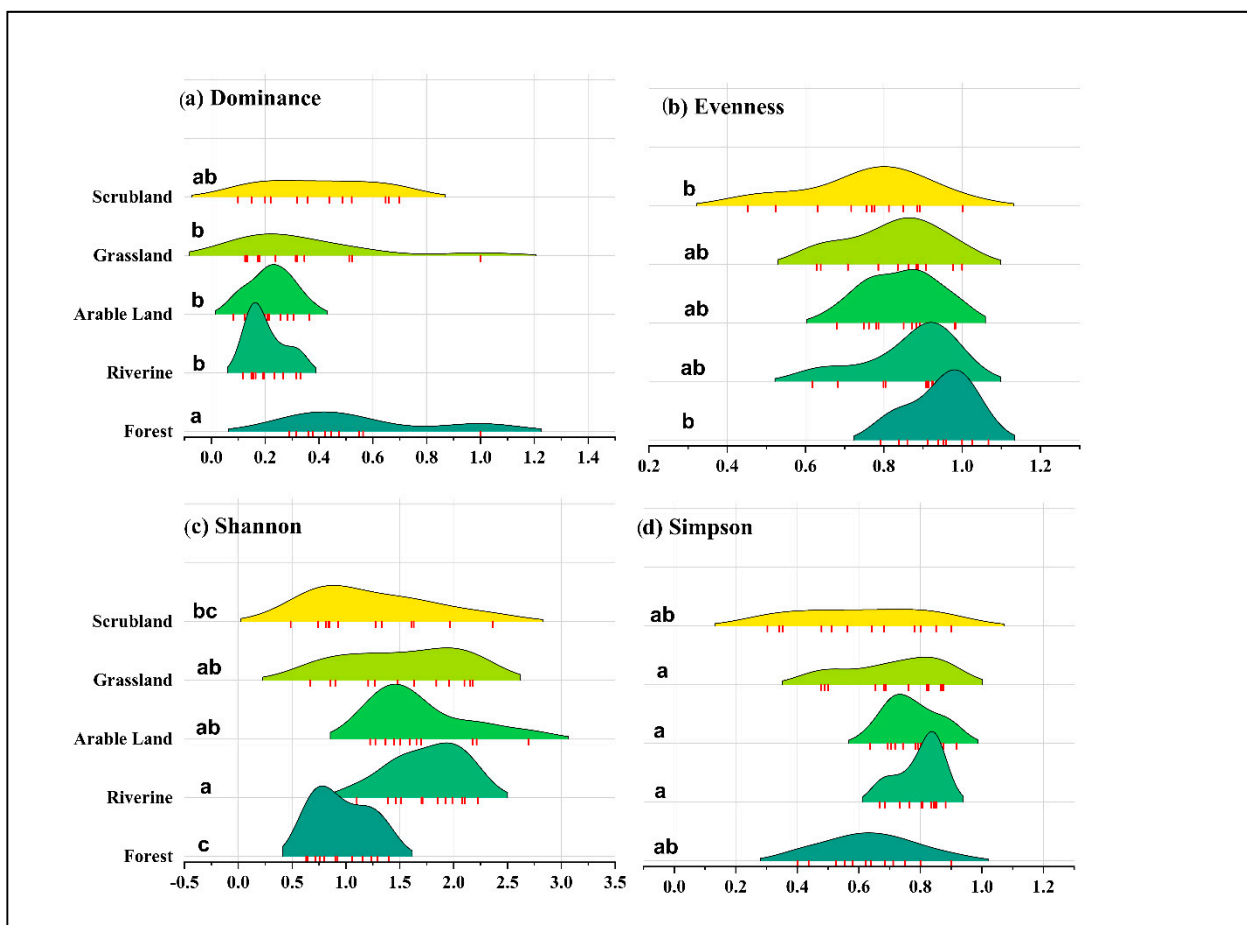 (a) Dominance
ab
Scrubland
b
Grassland
b
Arable Land
b
Riverine
a
Forest
0.0 0.2 0.4 0.6 0.8 1.0 1.2 1.4
(b) Evenness
b
ab
ab
ab
b
0.2 0.4 0.6 0.8 1.0 1.2
(c) Shannon
bc
Scrubland
ab
Grassland
ab
Arable Land
a
Riverine
c
Forest
-0.5 0.0 0.5 1.0 1.5 2.0 2.5 3.0 3.5
(d) Simpson
ab
a
a
a
ab
0.0 0.2 0.4 0.6 0.8 1.0 1.2